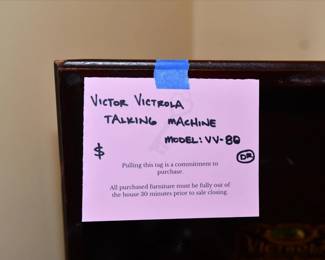 VICTOR VICTROLA
TALKING MACHINE
MODEL: VV-80
$
DR
Pulling this tag is a commitment to
purchase.
All purchased furniture must be fully out of
the house 30 minutes prior to sale closing.